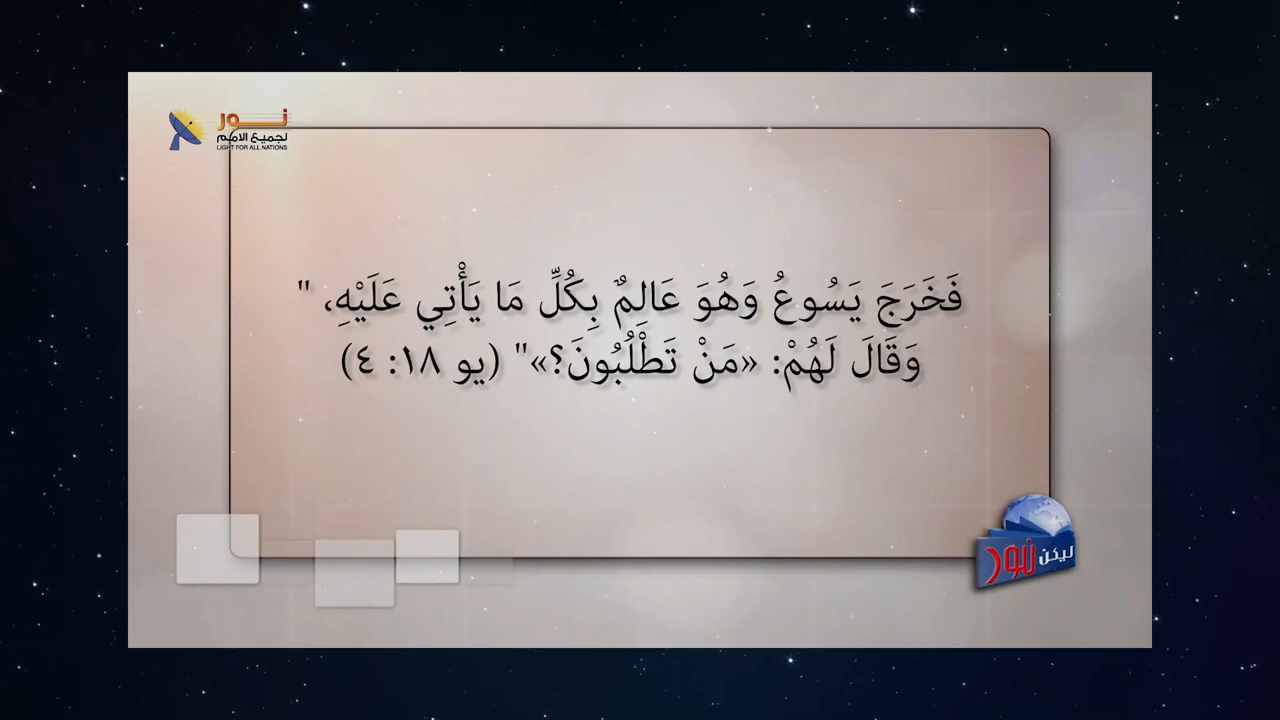 نور
لجميع الامم
LIGHT FOR ALL NATIONS
فَخَرَجَ يَسُوعُ وَهُوَ عَالِمٌ بِكُلِّ مَا يَأْتِي عَلَيْهِ، "
وَقَالَ لَهُمْ: «مَنْ تَطْلُبُونَ؟»" (يو ١٨: ٤)
ليكن نور